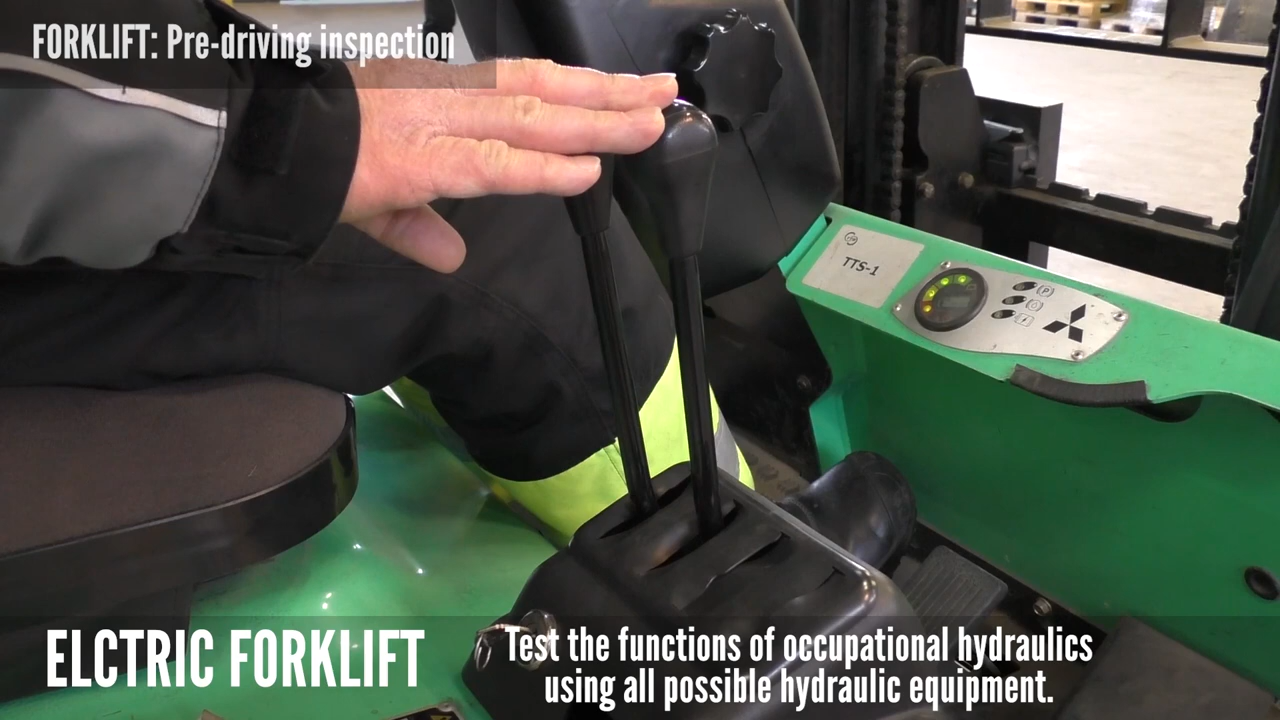 FORKLIFT: Pre-driving inspection
TTS-1
P
ELCTRIC FORKLIFT
Test the functions of occupational hydraulics
using all possible hydraulic equipment.